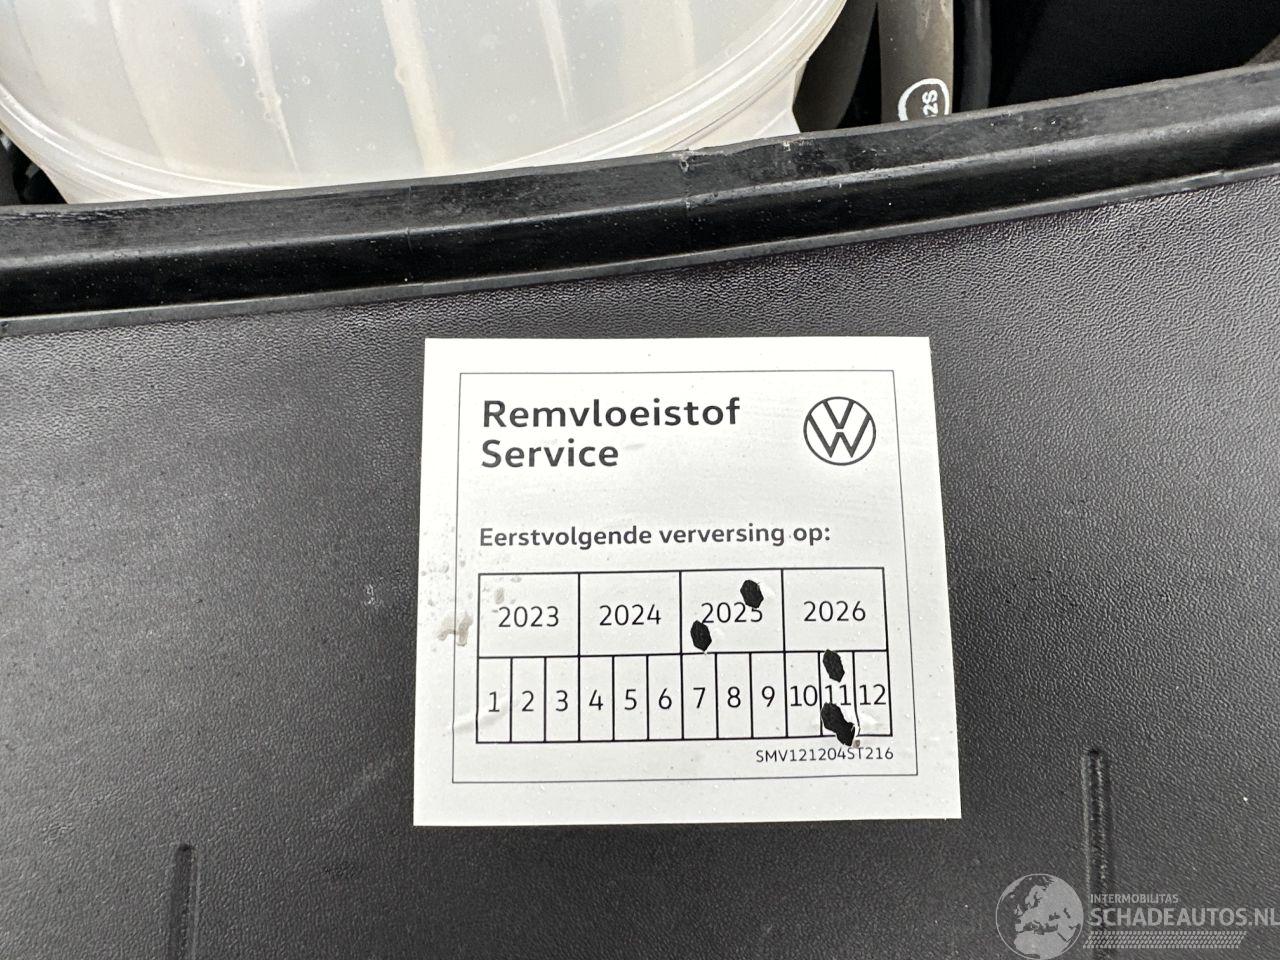 2S
Remvloeistof
Service
Eerstvolgende verversing op:
2023 2024 2025 2026
1 2 3 4 5 6 7 8 9 10 11 12
SMV121204ST216
INTERMOBILITAS
SCHADEAUTOS.NL